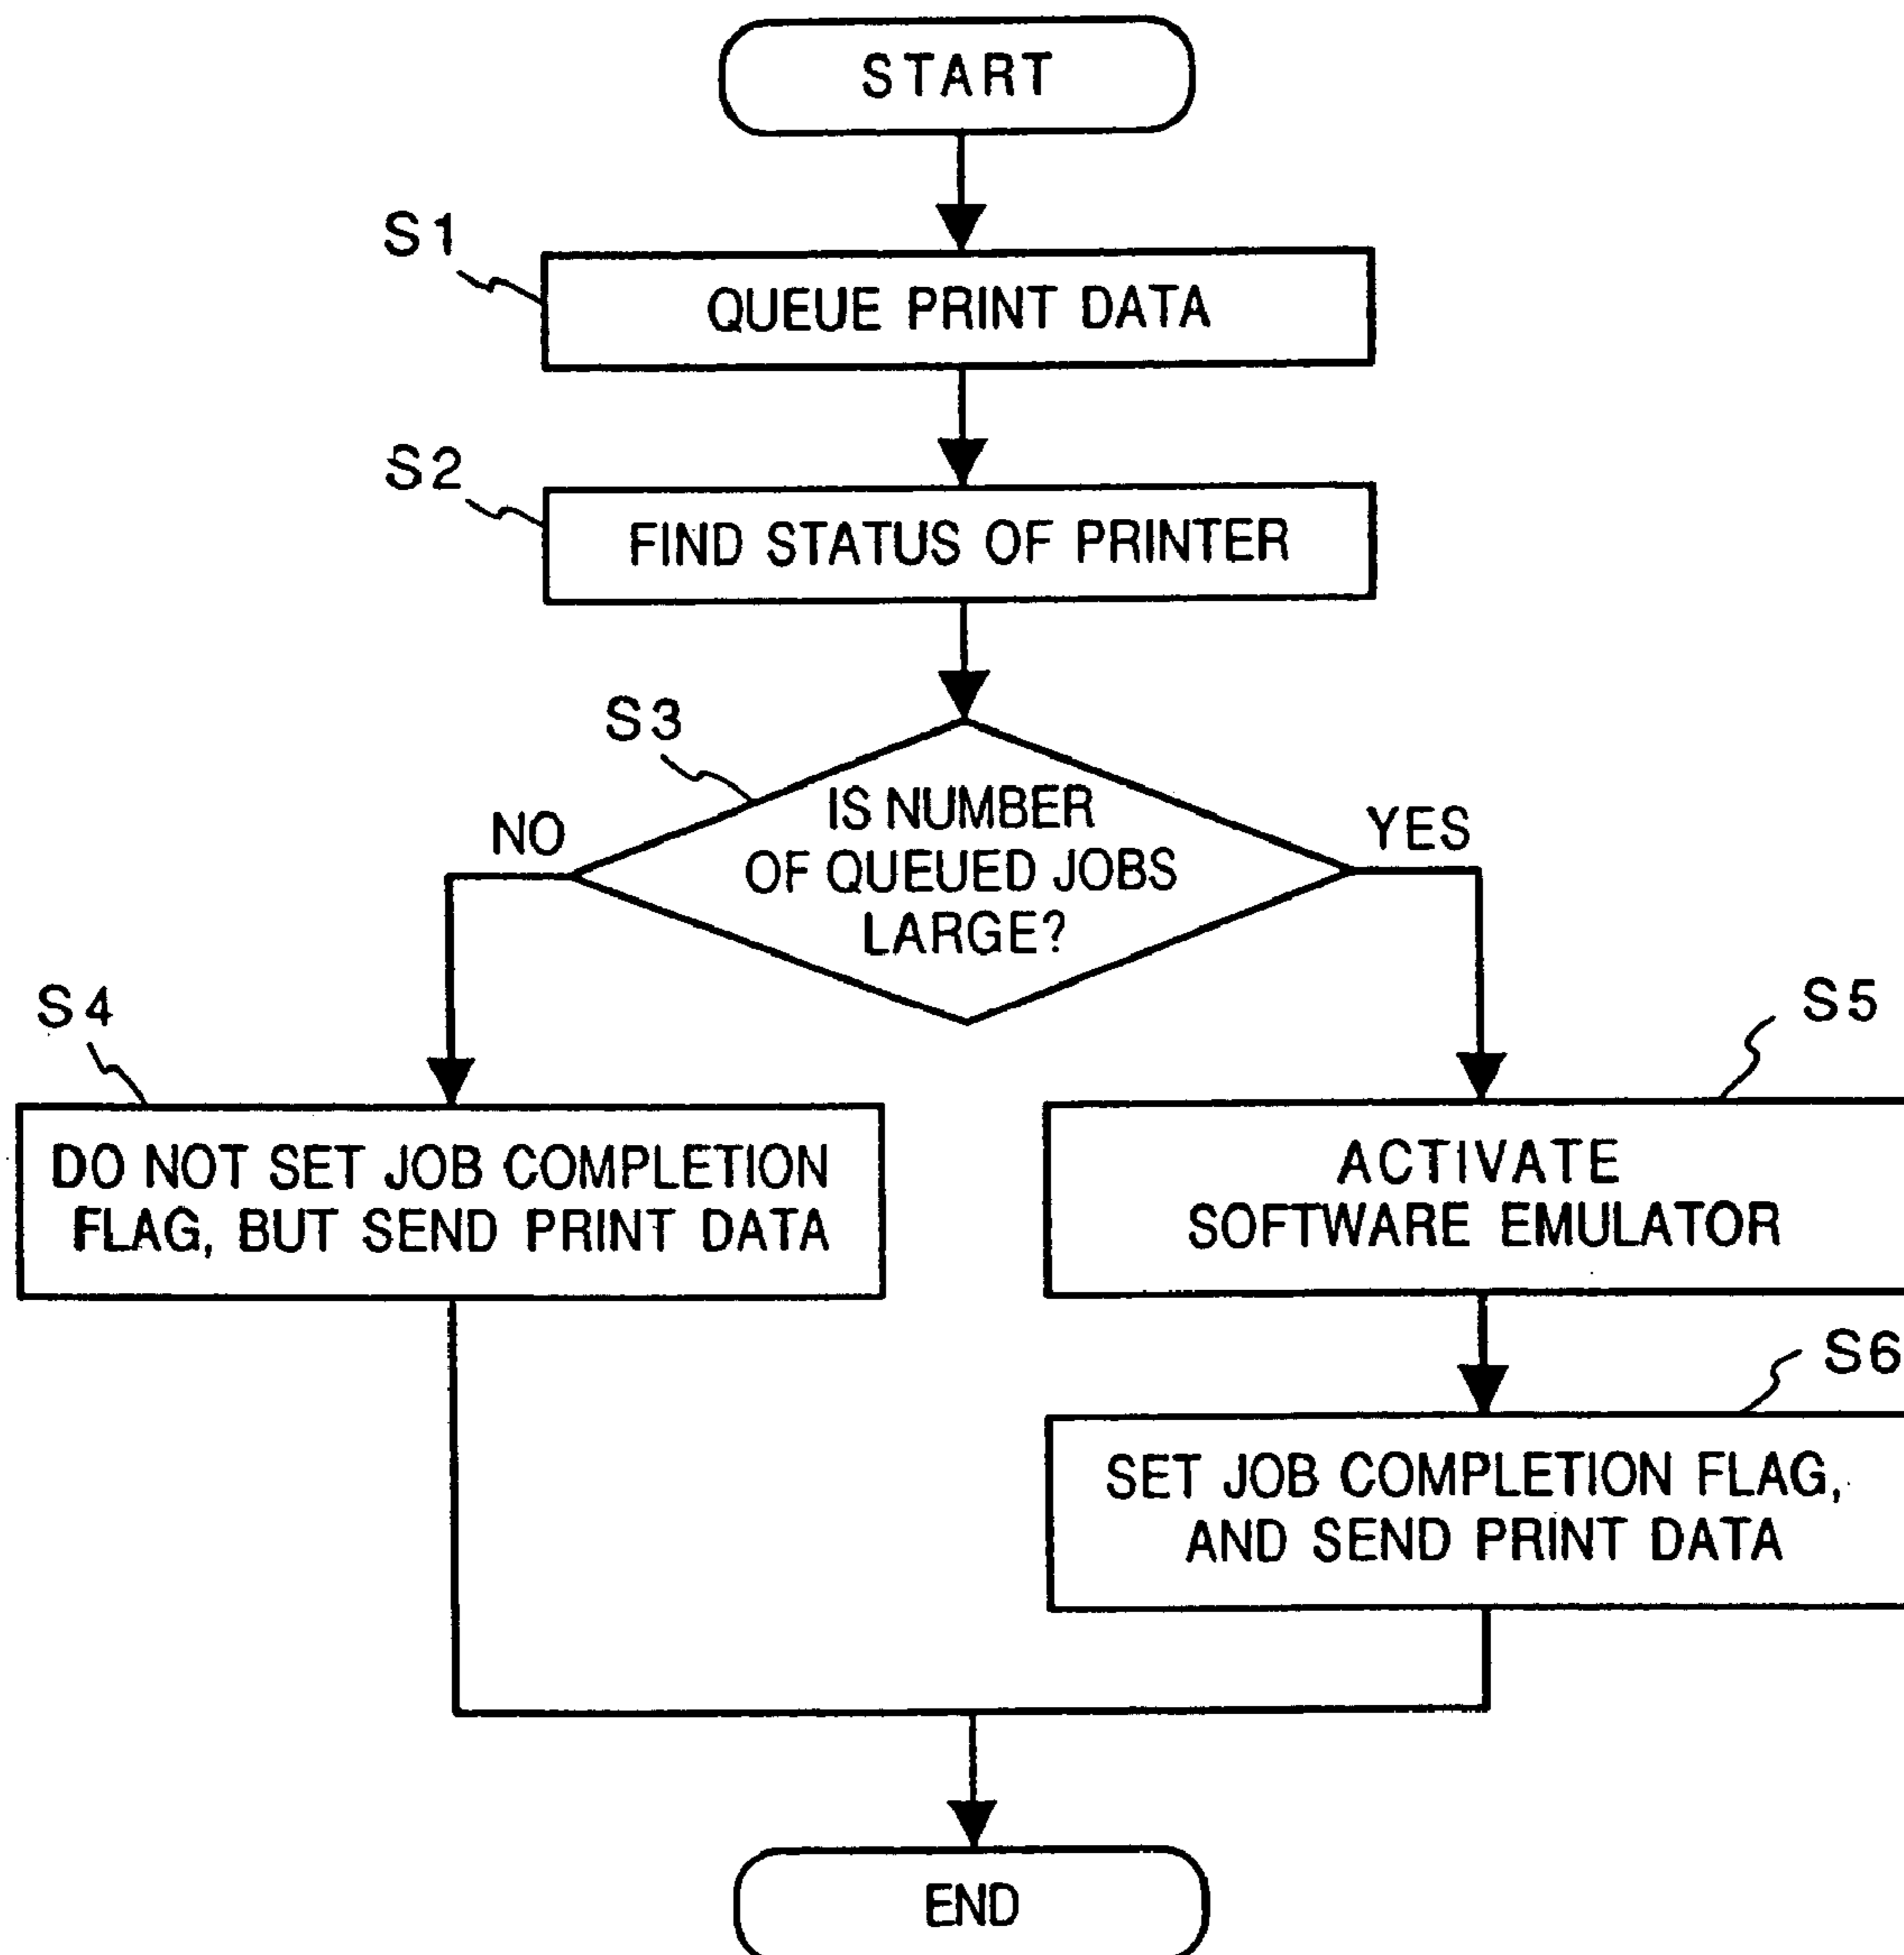 START
S1
QUEUE PRINT DATA
S2
FIND STATUS OF PRINTER
S3
IS NUMBER
OF QUEUED JOBS
LARGE?
NO
YES
S4
DO NOT SET JOB COMPLETION
FLAG, BUT SEND PRINT DATA
S5
ACTIVATE
SOFTWARE EMULATOR
S6
SET JOB COMPLETION FLAG,
AND SEND PRINT DATA
END